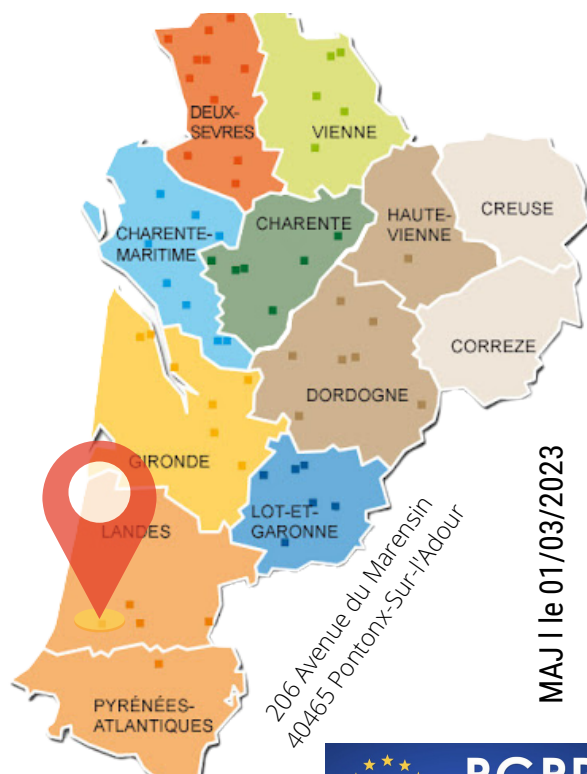 DEUX-
SEVRES
VIENNE
CHARENTE-
MARITIME
CHARENTE
HAUTE-
VIENNE
CREUSE
CORREZE
DORDOGNE
GIRONDE
LOT-ET-
GARONNE
LANDES
PYRÉNÉES-
ATLANTIQUES
206 Avenue du Marensin
40465 Pontonx-Sur-l'Adour
MAJ I le 01/03/2023